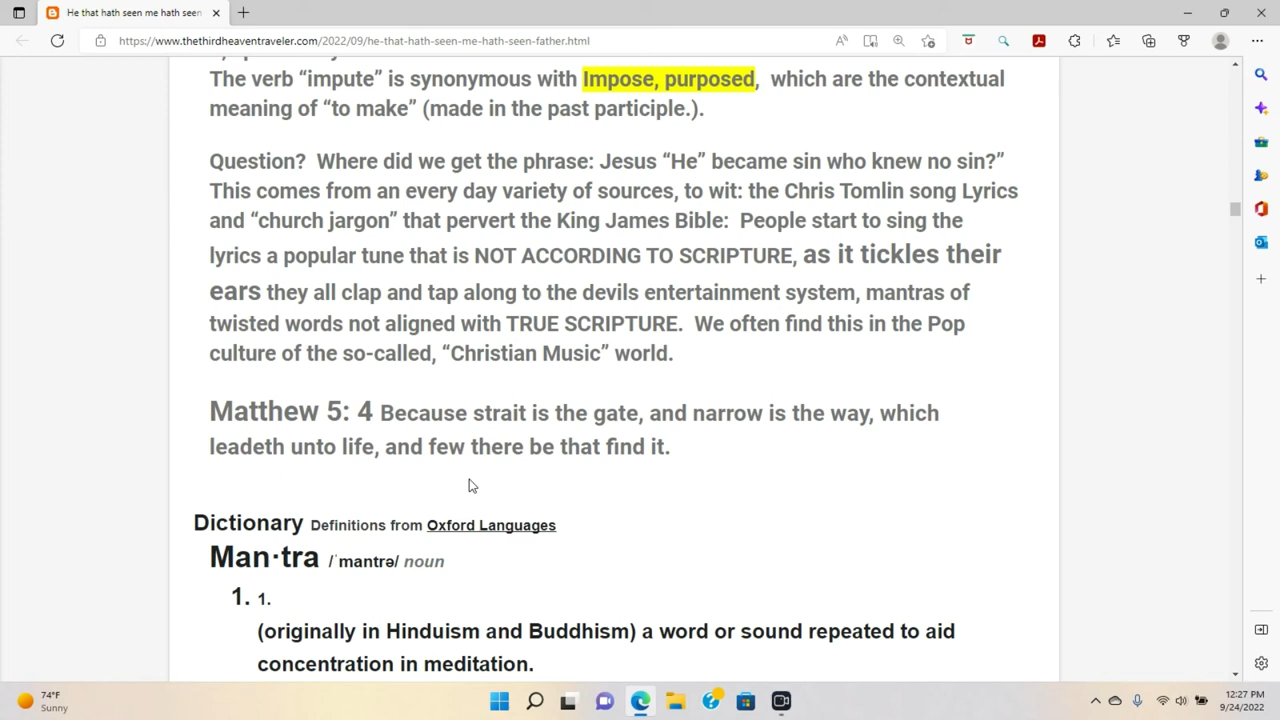 He that hath seen me hath seen
https://www.thethirdheaventraveler.com/2022/09/he-that-hath-seen-me-hath-seen-father.html
The verb “impute” is synonymous with Impose, purposed, which are the contextual
meaning of “to make” (made in the past participle.).
Question? Where did we get the phrase: Jesus “He” became sin who knew no sin?”
This comes from an every day variety of sources, to wit: the Chris Tomlin song Lyrics
and “church jargon” that pervert the King James Bible: People start to sing the
lyrics a popular tune that is NOT ACCORDING TO SCRIPTURE, as it tickles their
ears they all clap and tap along to the devils entertainment system, mantras of
twisted words not aligned with TRUE SCRIPTURE. We often find this in the Pop
culture of the so-called, “Christian Music” world.
Matthew 5: 4 Because strait is the gate, and narrow is the way, which
leadeth unto life, and few there be that find it.
Dictionary Definitions from Oxford Languages
Man·tra /ˈmantrə/ noun
1. 1.
(originally in Hinduism and Buddhism) a word or sound repeated to aid
concentration in meditation.
74°F
Sunny
12:27 PM
9/24/2022